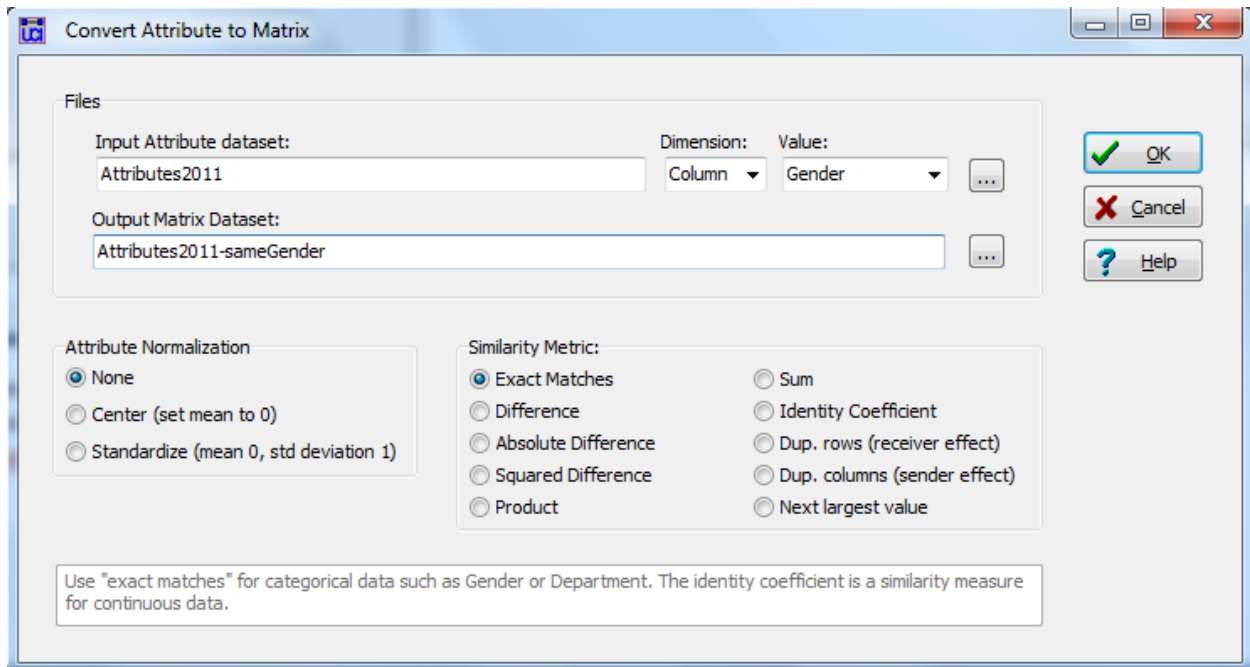 UCI
Convert Attribute to Matrix
Files
Input Attribute dataset:
Dimension:
Value:
Attributes2011
Column
Gender
...
Output Matrix Dataset:
Attributes2011-sameGender
...
OK
Cancel
Help
Attribute Normalization
None
Center (set mean to 0)
Standardize (mean 0, std deviation 1)
Similarity Metric:
Exact Matches
Difference
Absolute Difference
Squared Difference
Product
Sum
Identity Coefficient
Dup. rows (receiver effect)
Dup. columns (sender effect)
Next largest value
Use "exact matches" for categorical data such as Gender or Department. The identity coefficient is a similarity measure
for continuous data.